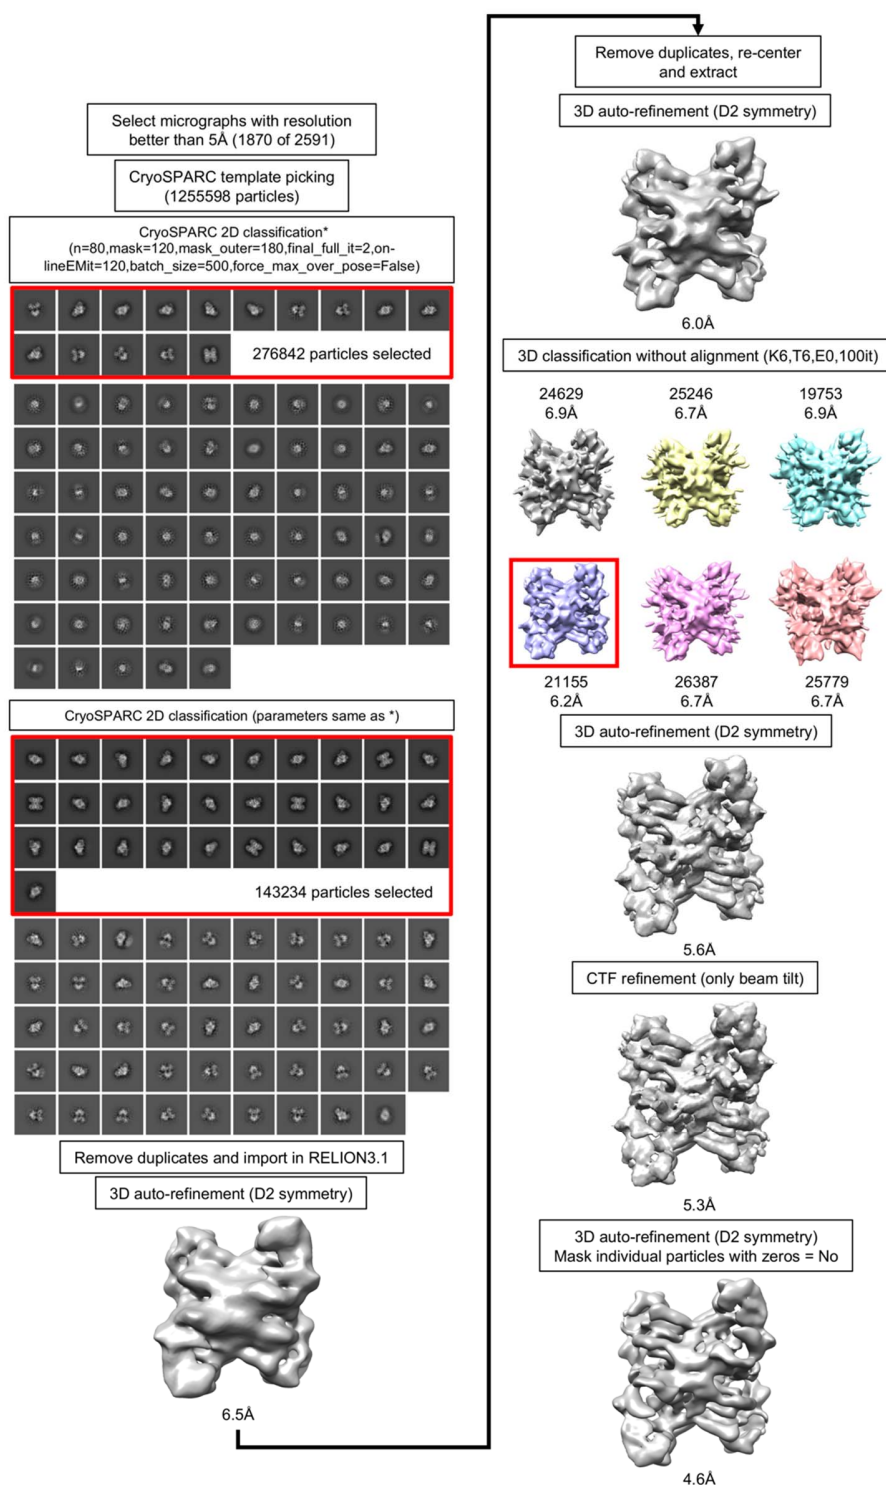 Select micrographs with resolution
better than 5Å (1870 of 2591)
CryoSPARC template picking
(1255598 particles)
CryoSPARC 2D classification*
(n=80,mask=120,mask_outer=180,final_full_it=2,on-
lineEMit=120,batch_size=500,force_max_over_pose=False)
276842 particles selected
CryoSPARC 2D classification (parameters same as *)
143234 particles selected
Remove duplicates and import in RELION3.1
3D auto-refinement (D2 symmetry)
6.5Å
Remove duplicates, re-center
and extract
3D auto-refinement (D2 symmetry)
6.0Å
3D classification without alignment (K6,T6,E0,100it)
24629 25246 19753
6.9Å 6.7Å 6.9Å
21155 26387 25779
6.2Å 6.7Å 6.7Å
3D auto-refinement (D2 symmetry)
5.6Å
CTF refinement (only beam tilt)
5.3Å
3D auto-refinement (D2 symmetry)
Mask individual particles with zeros = No
4.6Å